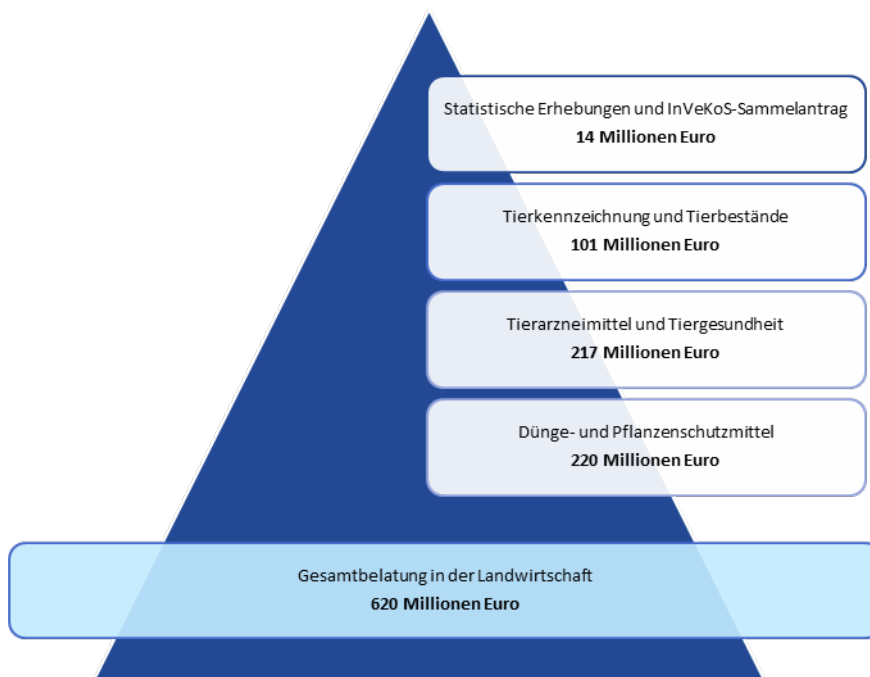 Statistische Erhebungen und InVeKoS-Sammelantrag
14 Millionen Euro
Tierkennzeichnung und Tierbestände
101 Millionen Euro
Tierarzneimittel und Tiergesundheit
217 Millionen Euro
Dünge- und Pflanzenschutzmittel
220 Millionen Euro
Gesamtbelatung in der Landwirtschaft
620 Millionen Euro